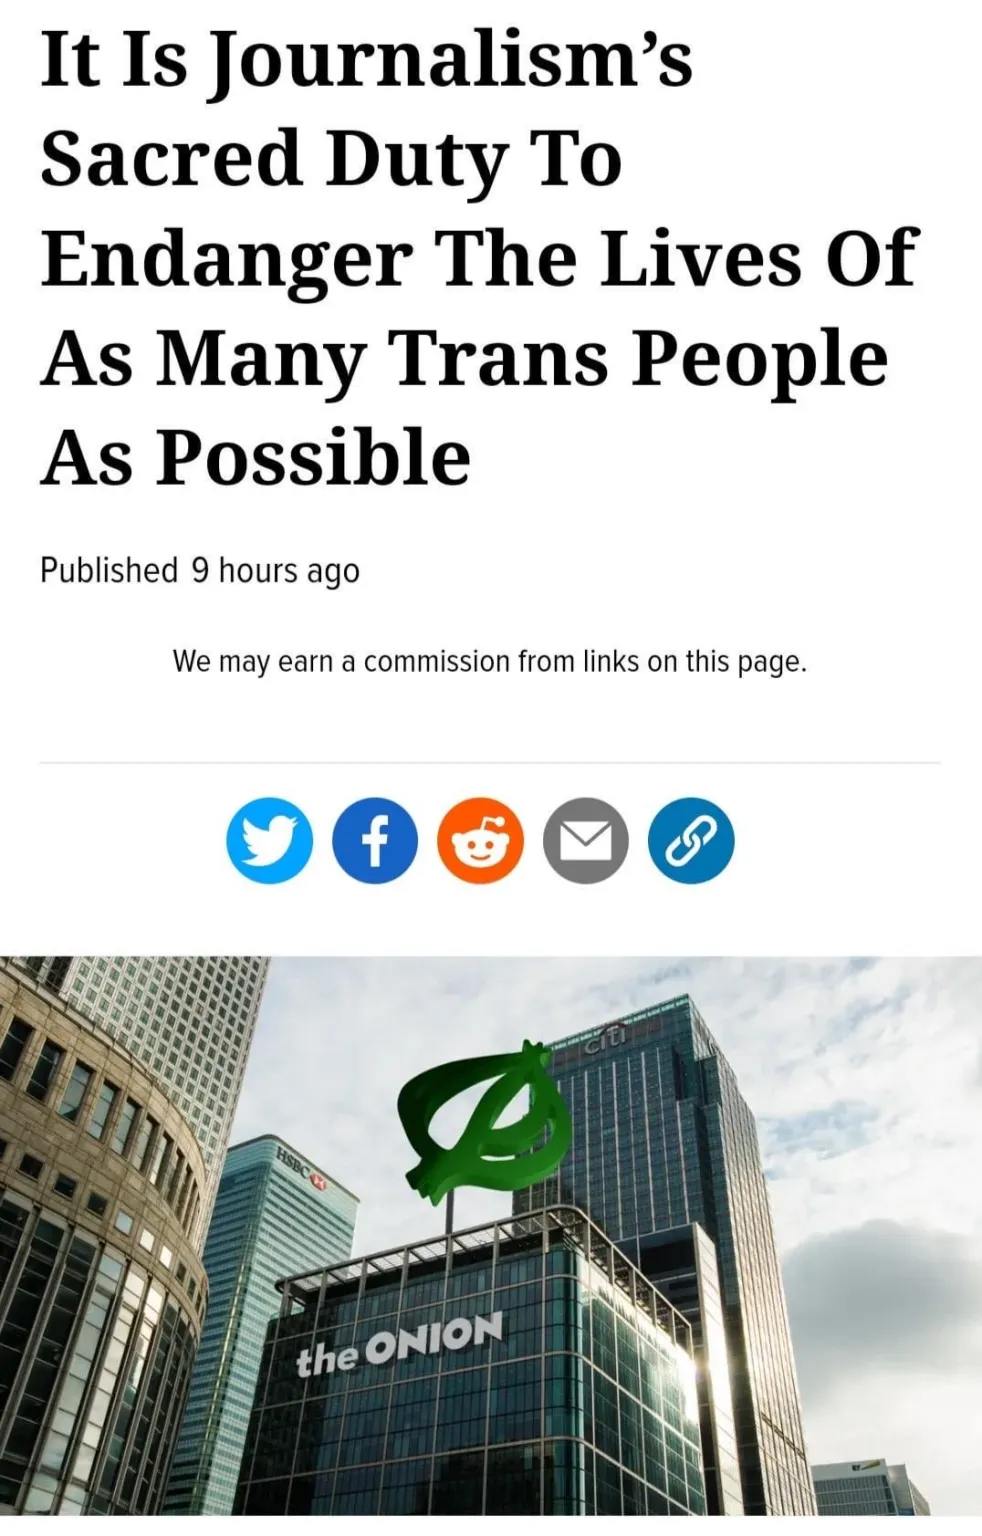 It Is Journalism’s
Sacred Duty To
Endanger The Lives Of
As Many Trans People
As Possible
Published 9 hours ago
We may earn a commission from links on this page.
citi
HSBC
the ONION